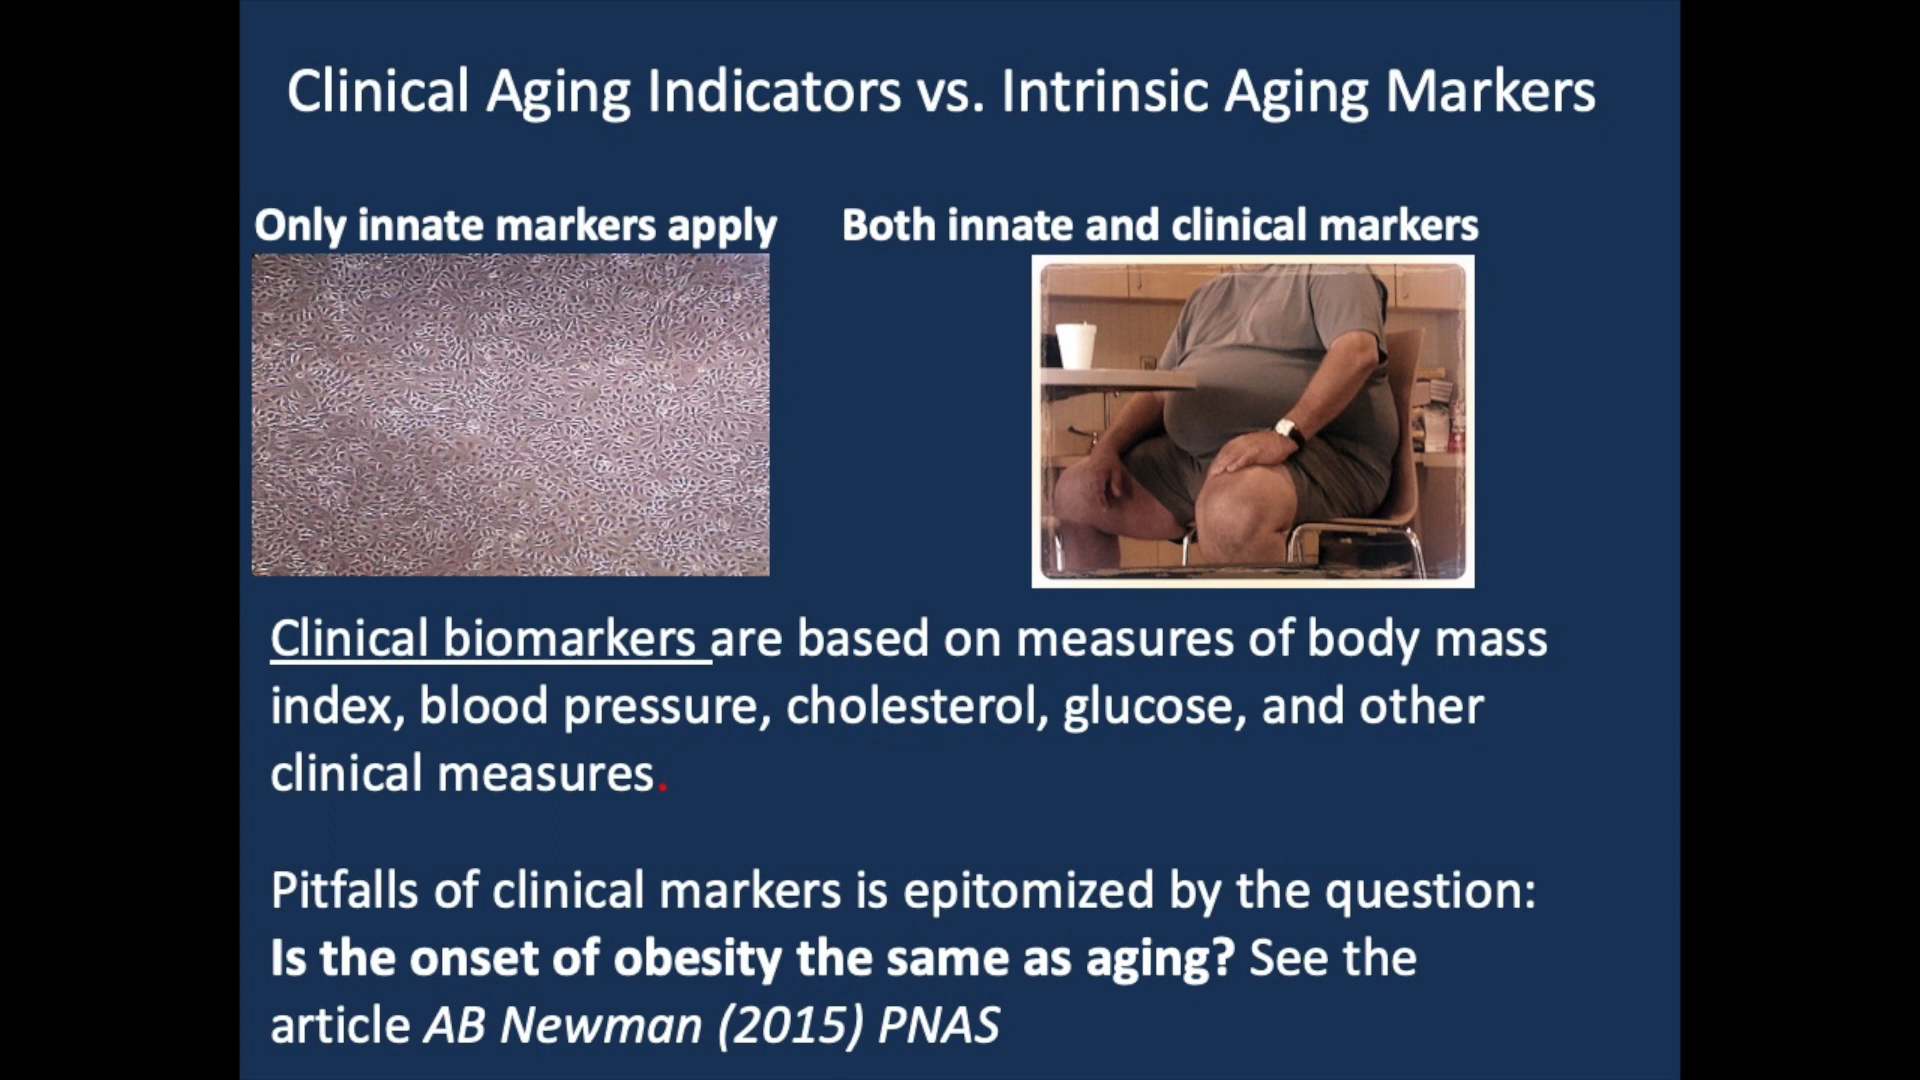 Clinical Aging Indicators vs. Intrinsic Aging Markers
Only innate markers apply
Both innate and clinical markers
Clinical biomarkers are based on measures of body mass
index, blood pressure, cholesterol, glucose, and other
clinical measures.
Pitfalls of clinical markers is epitomized by the question:
Is the onset of obesity the same as aging? See the
article AB Newman (2015) PNAS